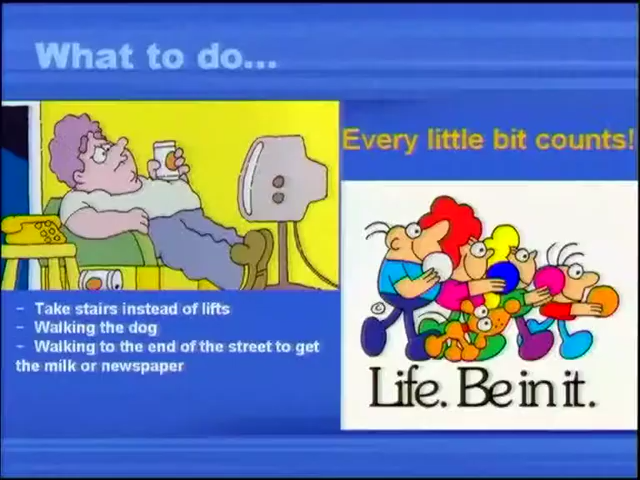 What to do...
Every little bit counts!
- Take stairs instead of lifts
- Walking the dog
- Walking to the end of the street to get
the milk or newspaper
©
Life. Be in it.